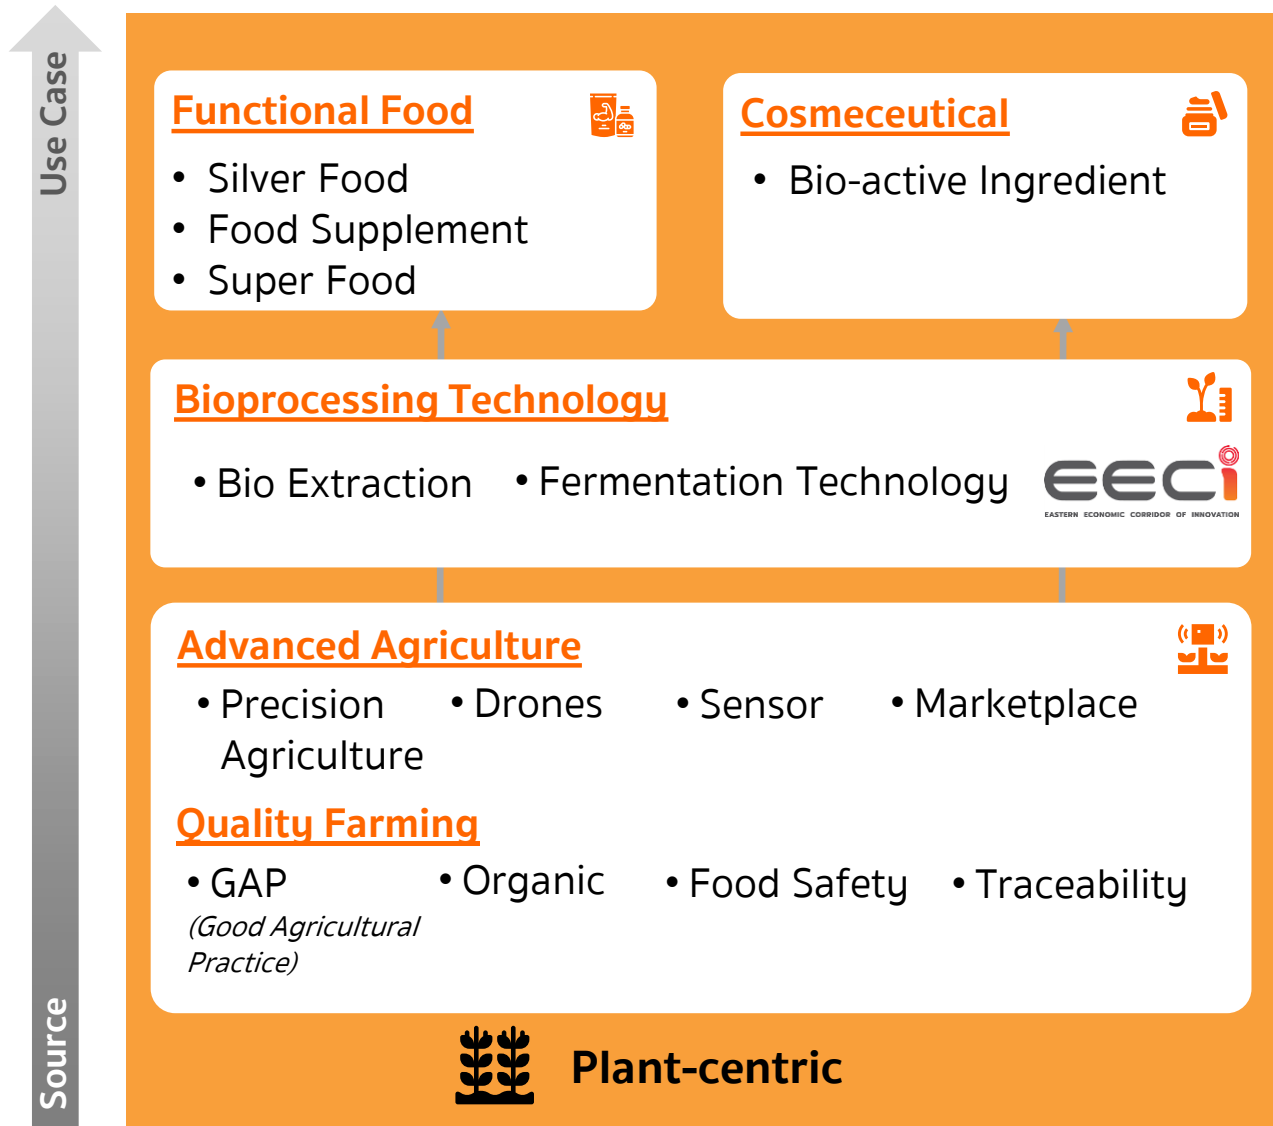 Use Case
Functional Food
• Silver Food
• Food Supplement
• Super Food
Cosmeceutical
• Bio-active Ingredient
Bioprocessing Technology
• Bio Extraction
• Fermentation Technology
EECi
EASTERN ECONOMIC CORRIDOR OF INNOVATION
Advanced Agriculture
• Precision
Agriculture
• Drones
• Sensor
• Marketplace
Quality Farming
• GAP
(Good Agricultural
Practice)
• Organic
• Food Safety
• Traceability
Source
Plant-centric